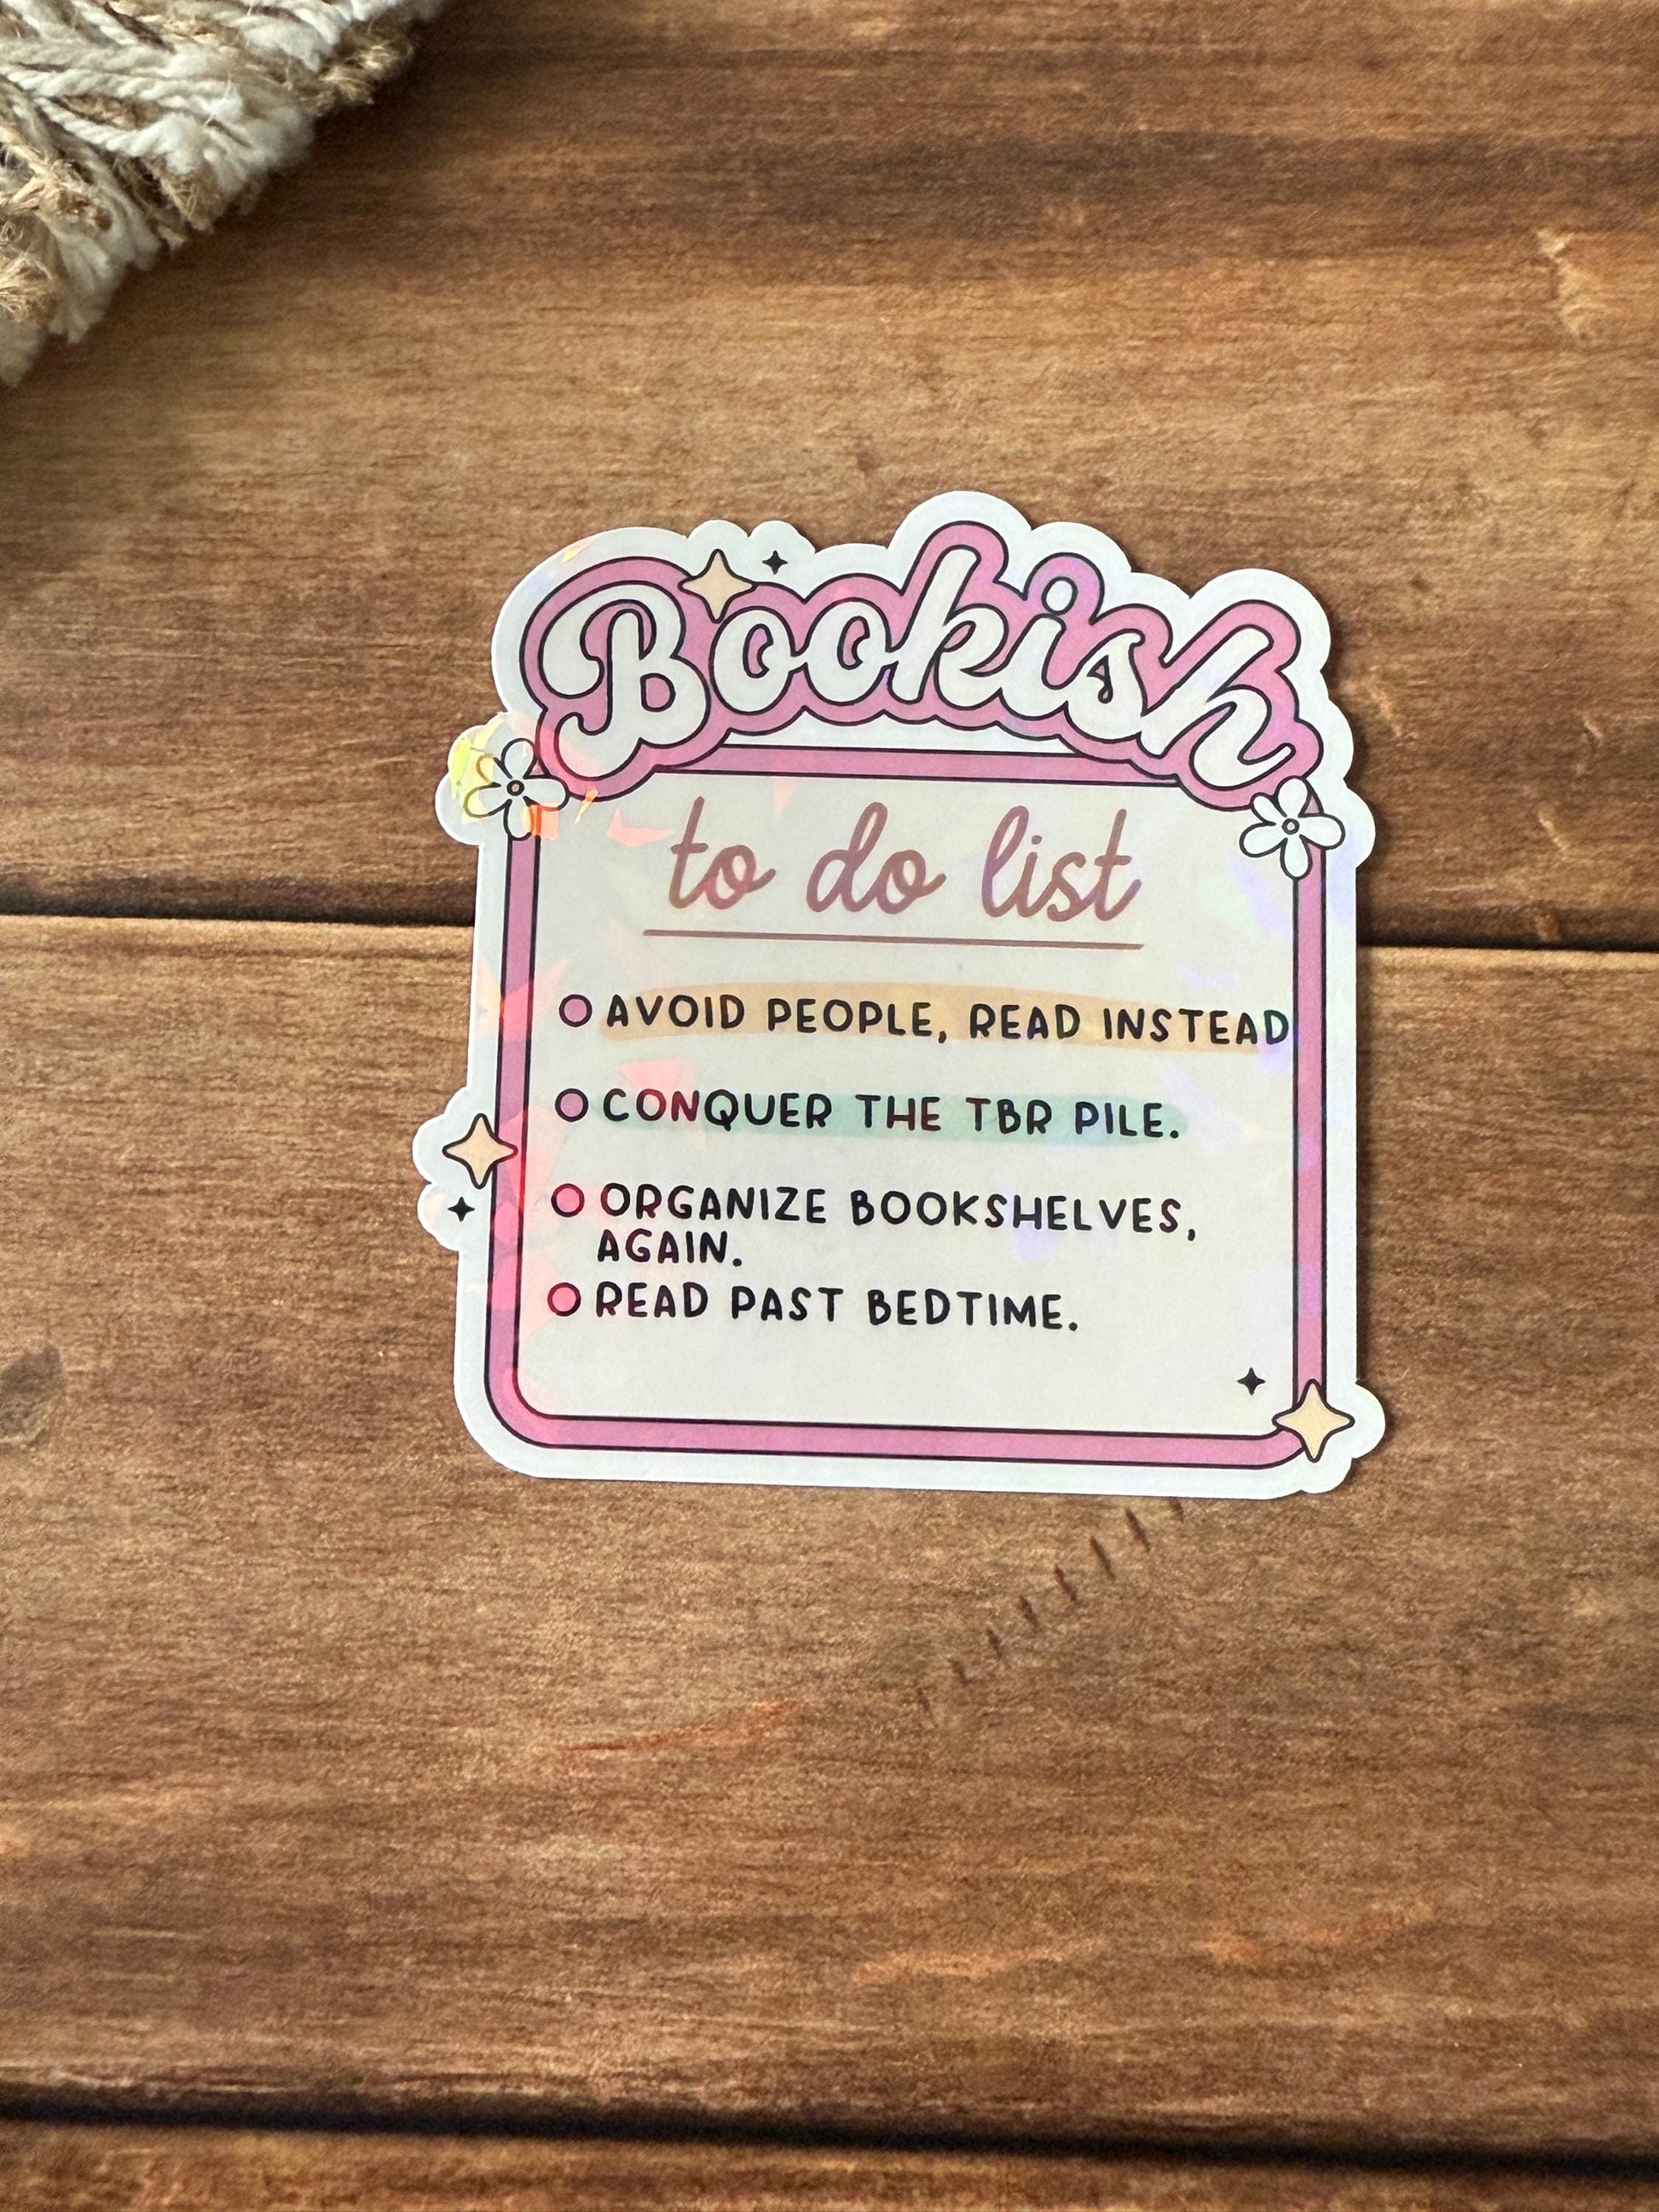 Bookish
to do list
AVOID PEOPLE, READ INSTEAD
CONQUER THE TBR PILE.
ORGANIZE BOOKSHELVES,
AGAIN.
READ PAST BEDTIME.